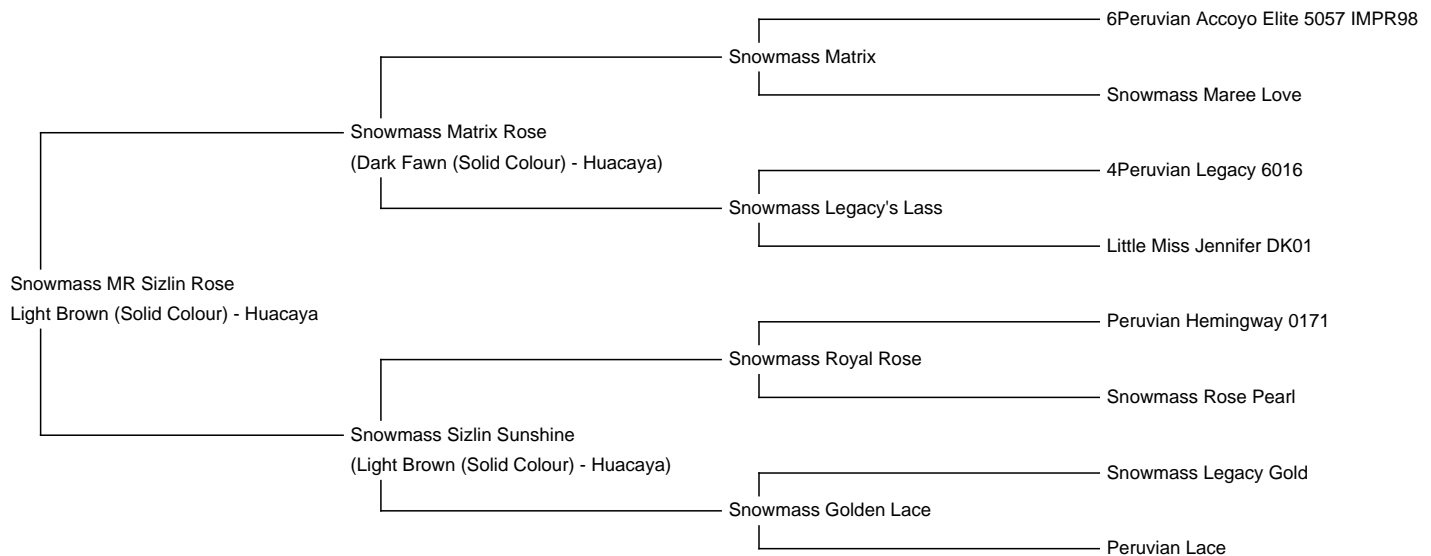 6Peruvian Accoyo Elite 5057 IMPR98
Snowmass Matrix
Snowmass Maree Love
Snowmass Matrix Rose
(Dark Fawn (Solid Colour) - Huacaya)
4Peruvian Legacy 6016
Snowmass Legacy's Lass
Little Miss Jennifer DK01
Snowmass MR Sizlin Rose
Light Brown (Solid Colour) - Huacaya
Peruvian Hemingway 0171
Snowmass Royal Rose
Snowmass Rose Pearl
Snowmass Sizlin Sunshine
(Light Brown (Solid Colour) - Huacaya)
Snowmass Legacy Gold
Snowmass Golden Lace
Peruvian Lace